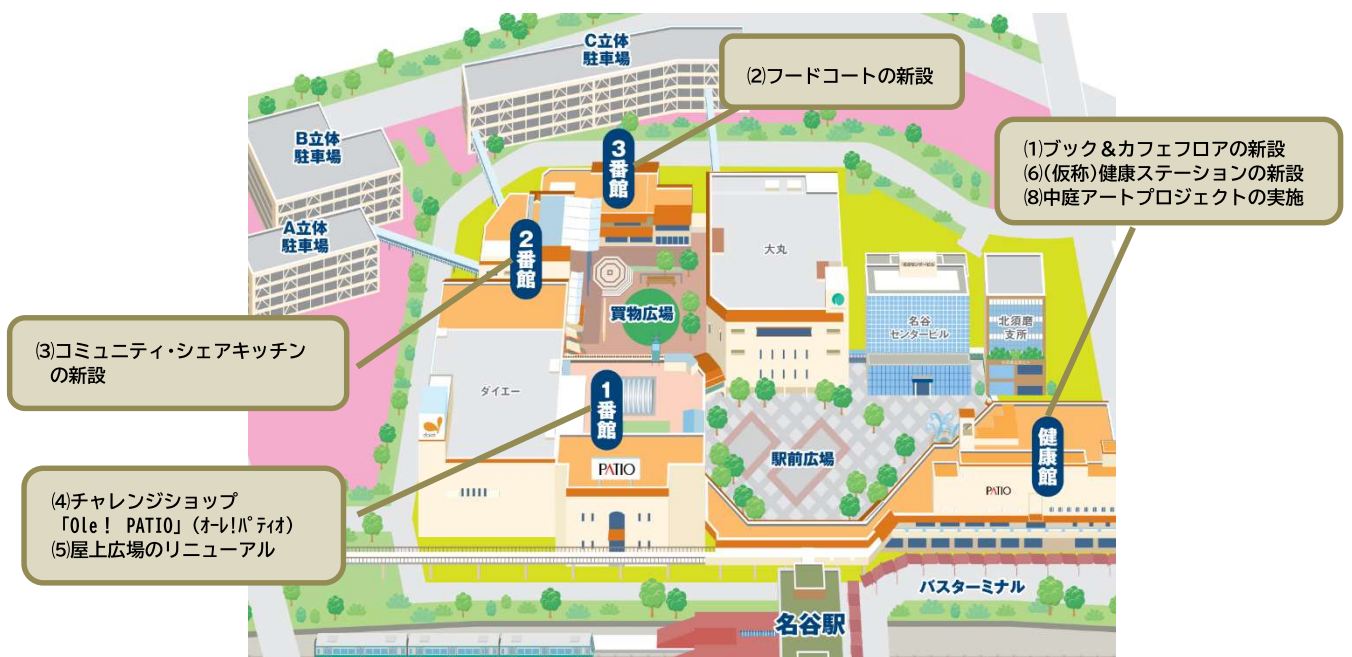 C立体
駐車場
⑵フードコートの新設
B立体
駐車場
3番館
⑴ブック＆カフェフロアの新設
⑹(仮称)健康ステーションの新設
⑻中庭アートプロジェクトの実施
A立体
駐車場
2番館
大丸
買物広場
名谷
センタービル
北須磨
支所
⑶コミュニティ・シェアキッチン
の新設
ダイエー
1番館
PATIO
駅前広場
健康館
PATIO
⑷チャレンジショップ
「Ole！ PATIO」(ｵｰﾚ!ﾊﾟﾃｨｵ)
⑸屋上広場のリニューアル
バスターミナル
名谷駅